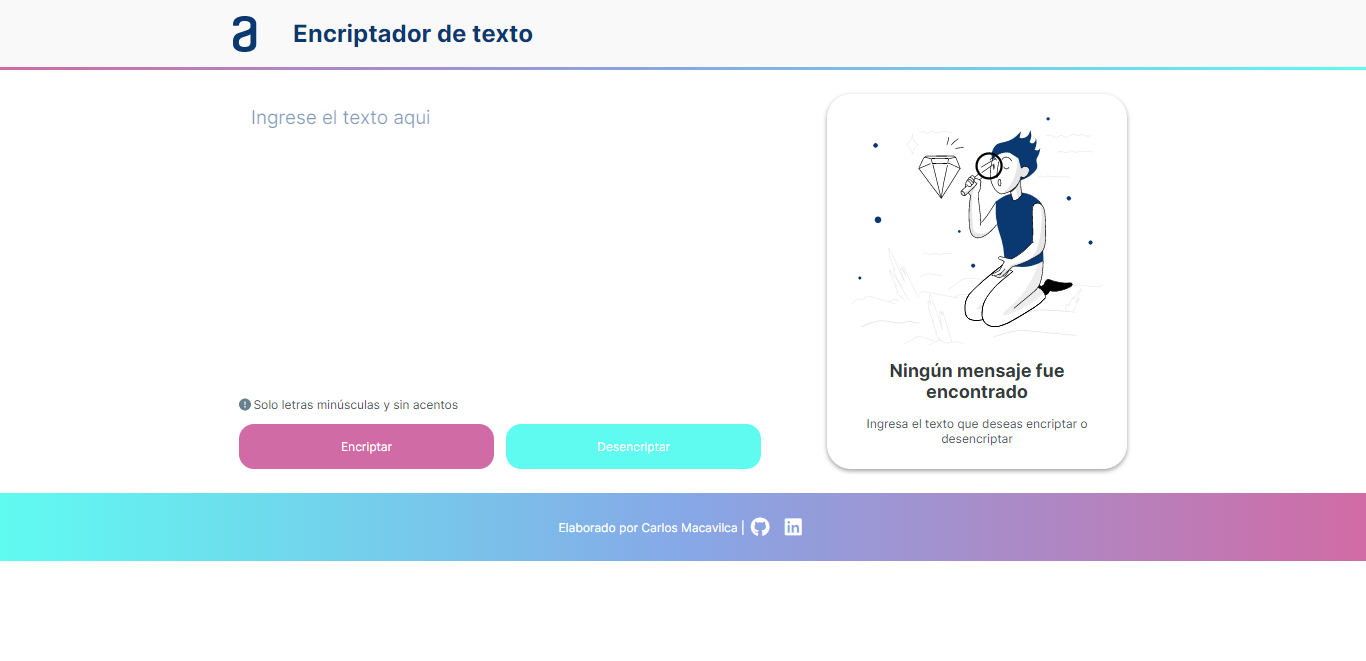 a
Encriptador de texto
Ingrese el texto aqui
Solo letras minúsculas y sin acentos
Encriptar
Desencriptar
Ningún mensaje fue
encontrado
Ingresa el texto que deseas encriptar o
desencriptar
Elaborado por Carlos Macavilca |
in